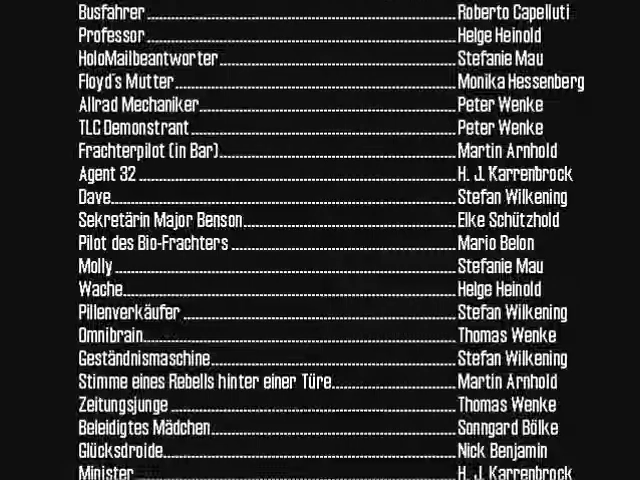 Busfahrer Roberto Capelluti
Professor Helge Heinold
HoloMailbeantworter Stefanie Mau
Floyd's Mutter Monika Hessenberg
Allrad Mechaniker Peter Wenke
TLC Demonstrant Peter Wenke
Frachterpilot (in Bar) Martin Arnhold
Agent 32 H. J. Karrenbrock
Dave Stefan Wilkening
Sekretärin Major Benson Elke Schützhold
Pilot des Bio-Frachters Mario Belon
Molly Stefanie Mau
Wache Helge Heinold
Pillenverkäufer Stefan Wilkening
Omnibrain Thomas Wenke
Geständnismaschine Stefan Wilkening
Stimme eines Rebells hinter einer Türe Martin Arnhold
Zeitungsjunge Thomas Wenke
Beleidigtes Mädchen Sonngard Bölke
Glücksdroide Nick Benjamin
Minister H. J. Karrenbrock